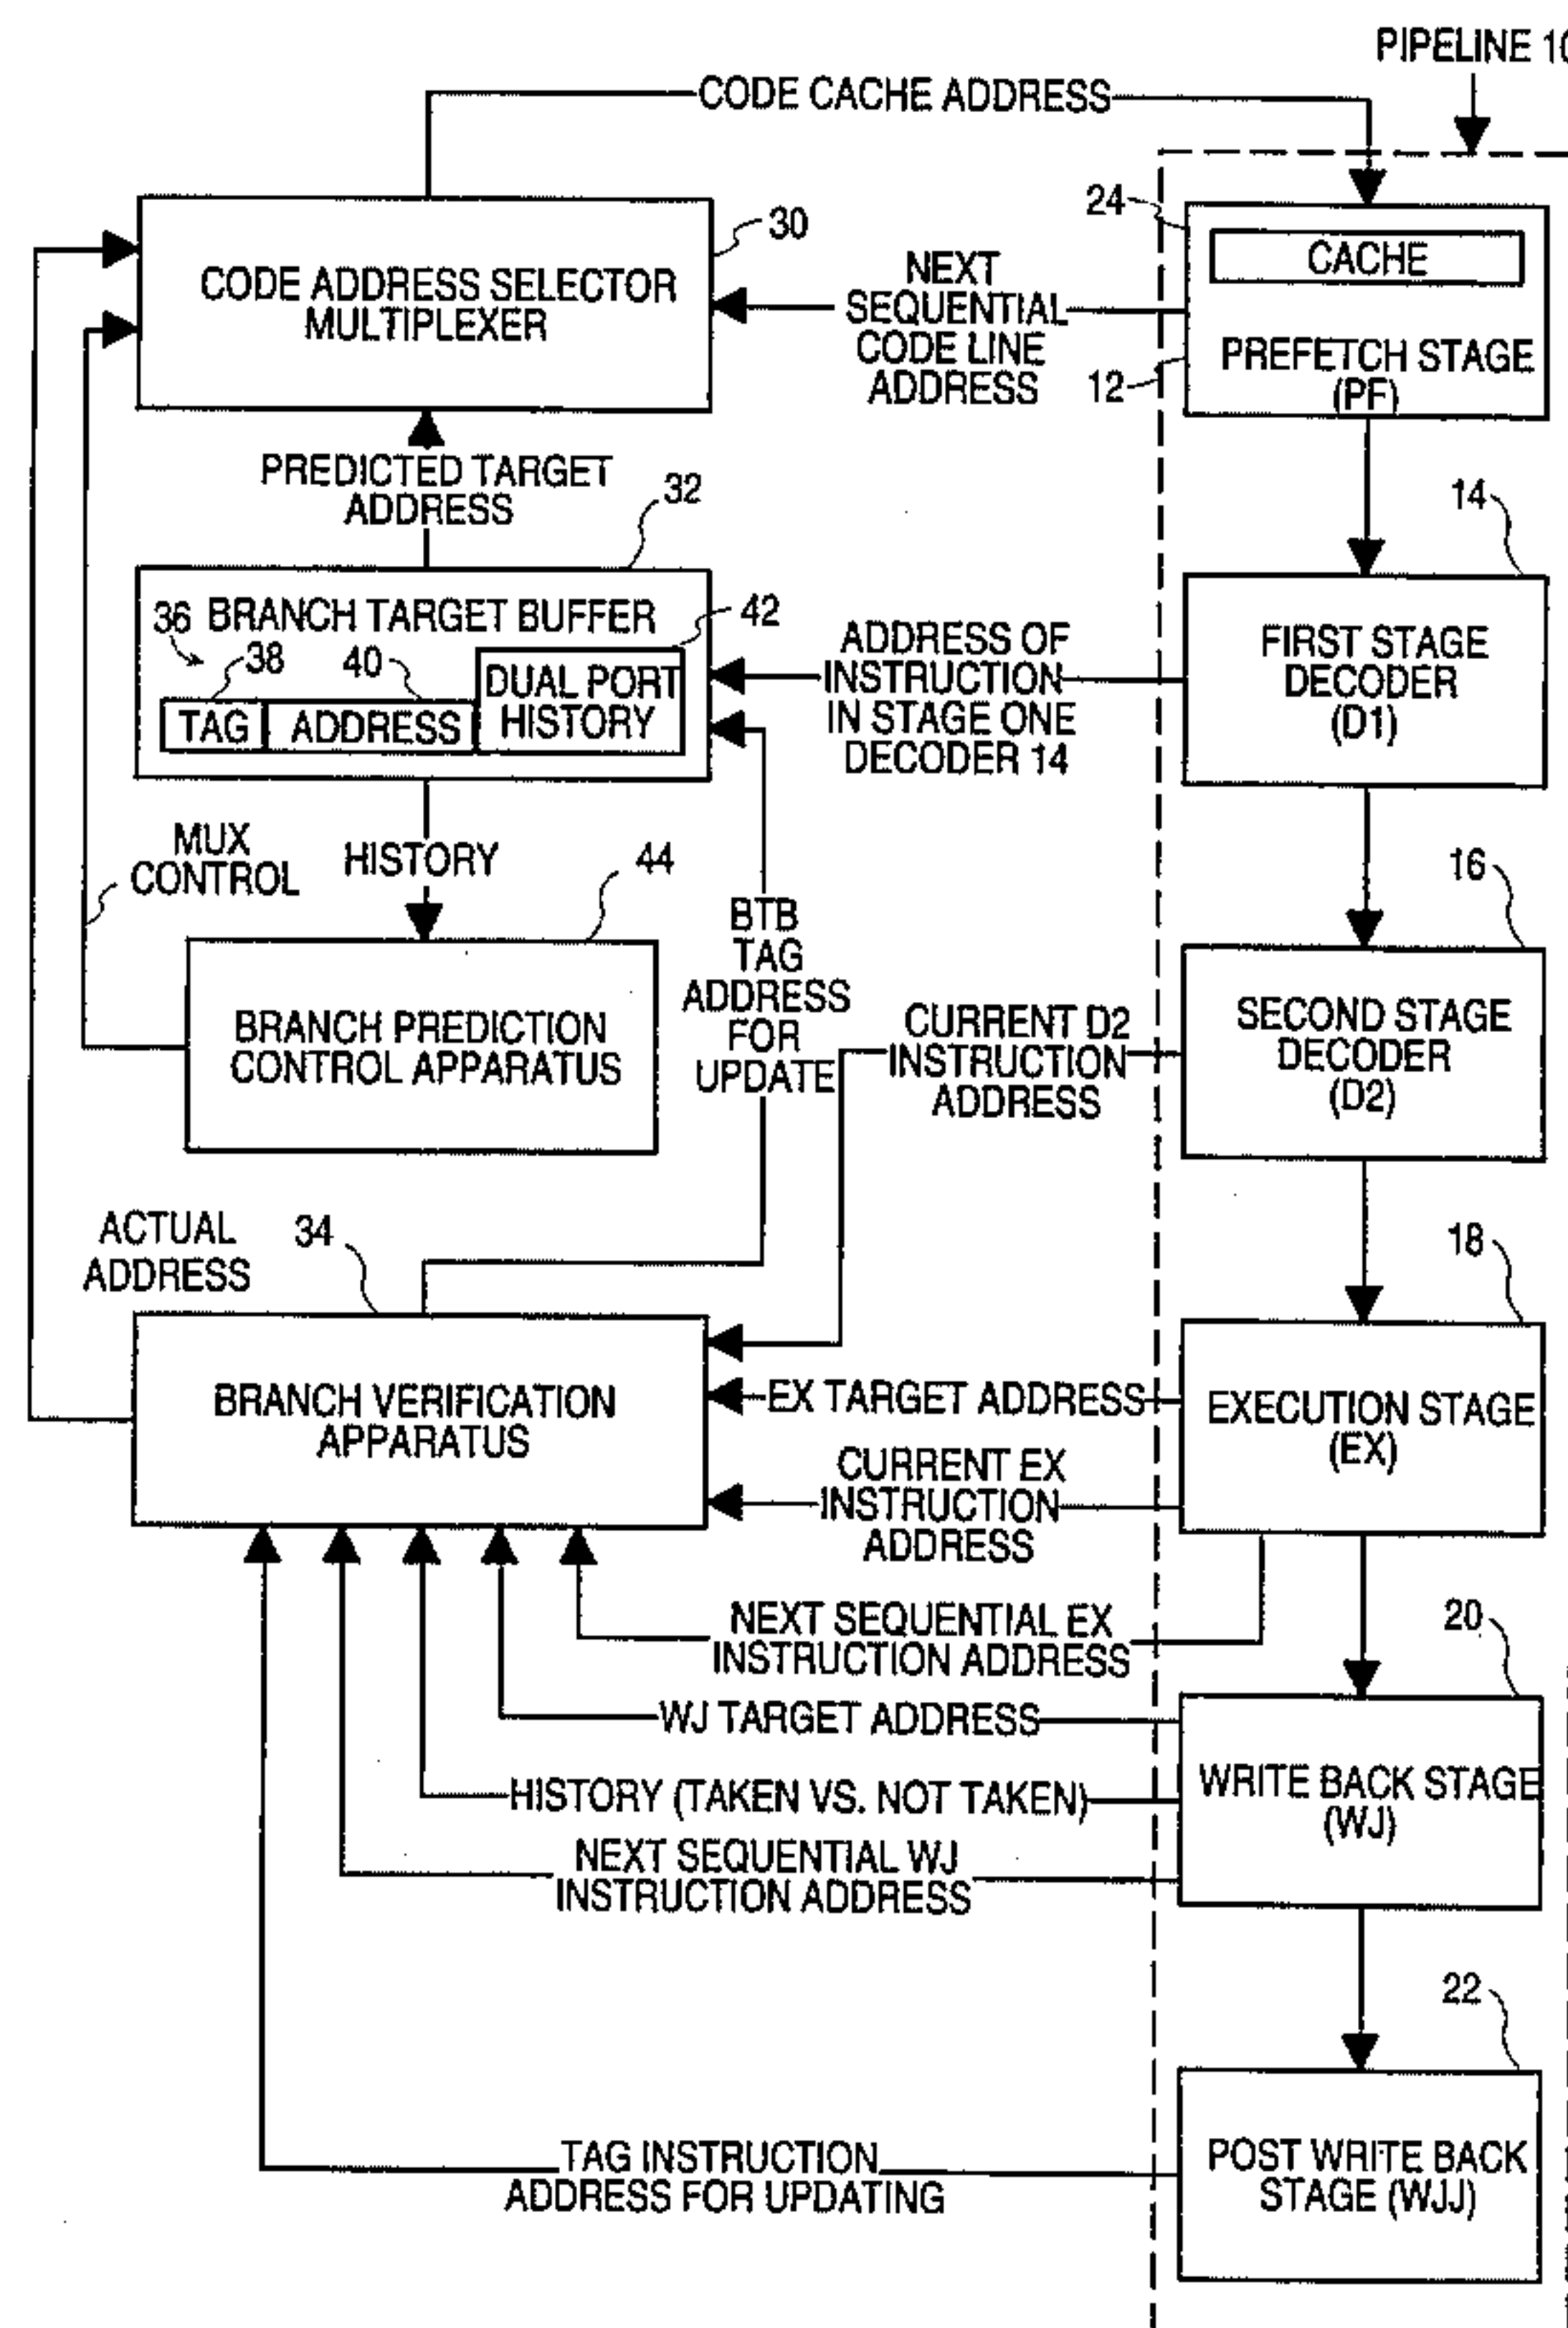 PIPELINE 10
CODE CACHE ADDRESS
24
30
CACHE
CODE ADDRESS SELECTOR
MULTIPLEXER
NEXT
SEQUENTIAL
CODE LINE
ADDRESS
PREFETCH STAGE
(PF)
12
PREDICTED TARGET
ADDRESS
32
14
36
BRANCH TARGET BUFFER
42
38
40
DUAL PORT
HISTORY
TAG
ADDRESS
ADDRESS OF
INSTRUCTION
IN STAGE ONE
DECODER 14
FIRST STAGE
DECODER
(D1)
MUX
CONTROL
HISTORY
44
16
BTB
TAG
ADDRESS
FOR
UPDATE
BRANCH PREDICTION
CONTROL APPARATUS
CURRENT D2
INSTRUCTION
ADDRESS
SECOND STAGE
DECODER
(D2)
ACTUAL
ADDRESS
34
18
BRANCH VERIFICATION
APPARATUS
EX TARGET ADDRESS
EXECUTION STAGE
(EX)
CURRENT EX
INSTRUCTION
ADDRESS
NEXT SEQUENTIAL EX
INSTRUCTION ADDRESS
20
WJ TARGET ADDRESS
HISTORY (TAKEN VS. NOT TAKEN)
WRITE BACK STAGE
(WJ)
NEXT SEQUENTIAL WJ
INSTRUCTION ADDRESS
22
TAG INSTRUCTION
ADDRESS FOR UPDATING
POST WRITE BACK
STAGE (WJJ)